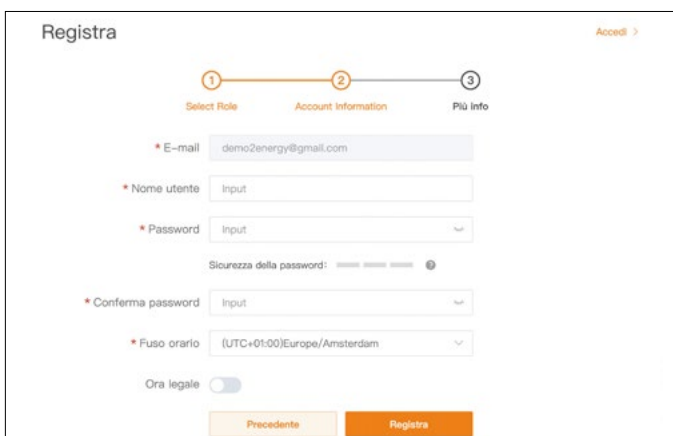 Registra
Accedi >
1 2 3
Select Role Account Information Più info
* E-mail demo2energy@gmail.com
* Nome utente Input
* Password Input
Sicurezza della password: ?
* Conferma password Input
* Fuso orario (UTC+01:00)Europe/Amsterdam
Ora legale
Precedente Registra